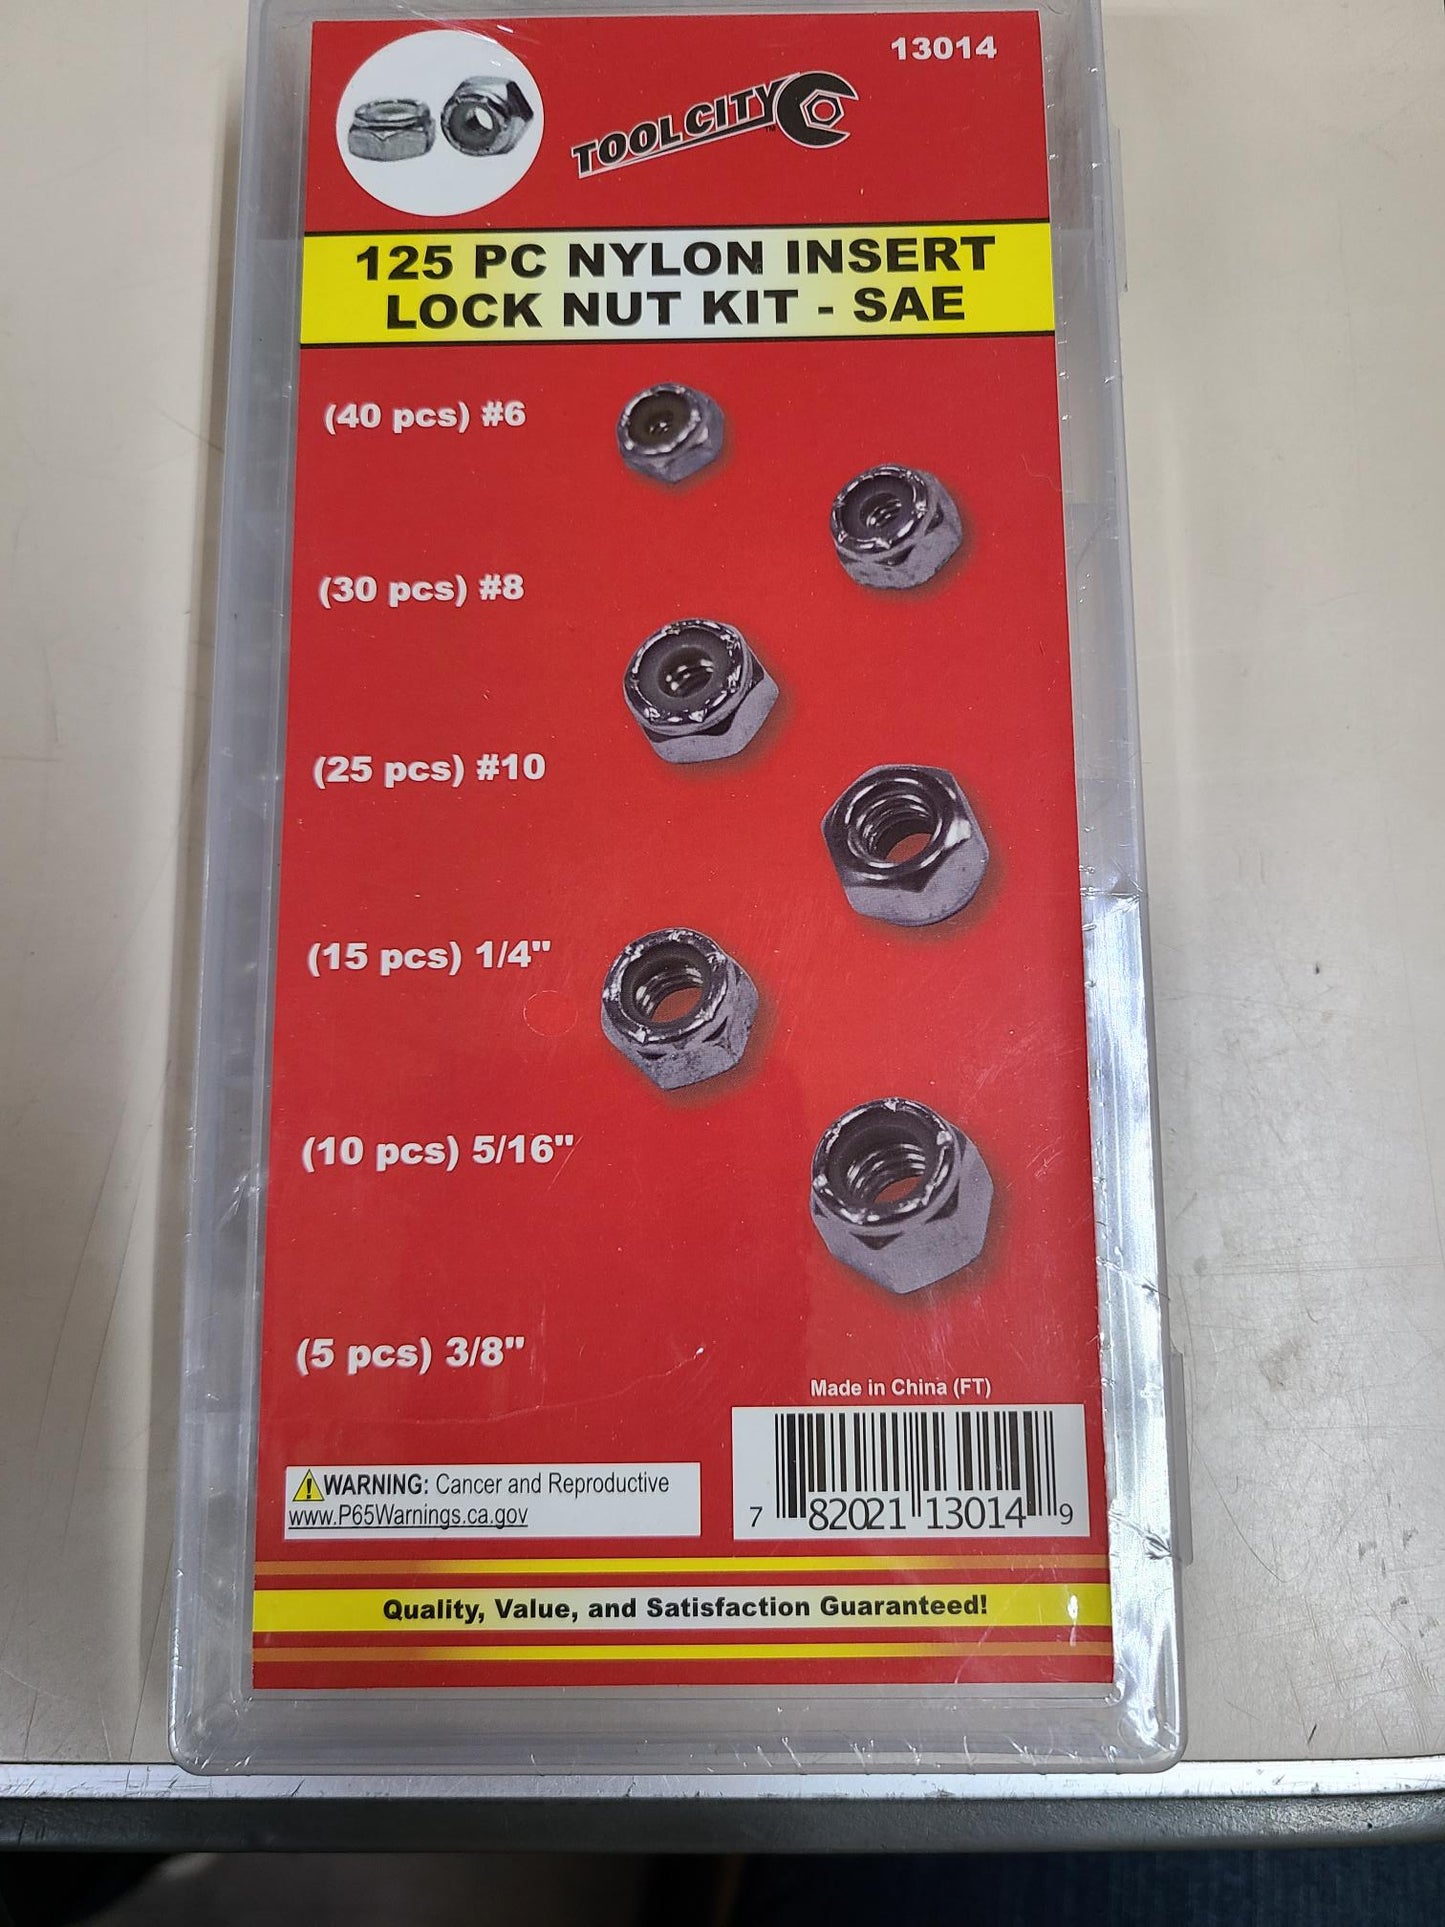 13014
TOOL CITY™
125 PC NYLON INSERT
LOCK NUT KIT - SAE
(40 pcs) #6
(30 pcs) #8
(25 pcs) #10
(15 pcs) 1/4"
(10 pcs) 5/16"
(5 pcs) 3/8"
Made in China (FT)
WARNING: Cancer and Reproductive
www.P65Warnings.ca.gov
7 82021 13014 9
Quality, Value, and Satisfaction Guaranteed!